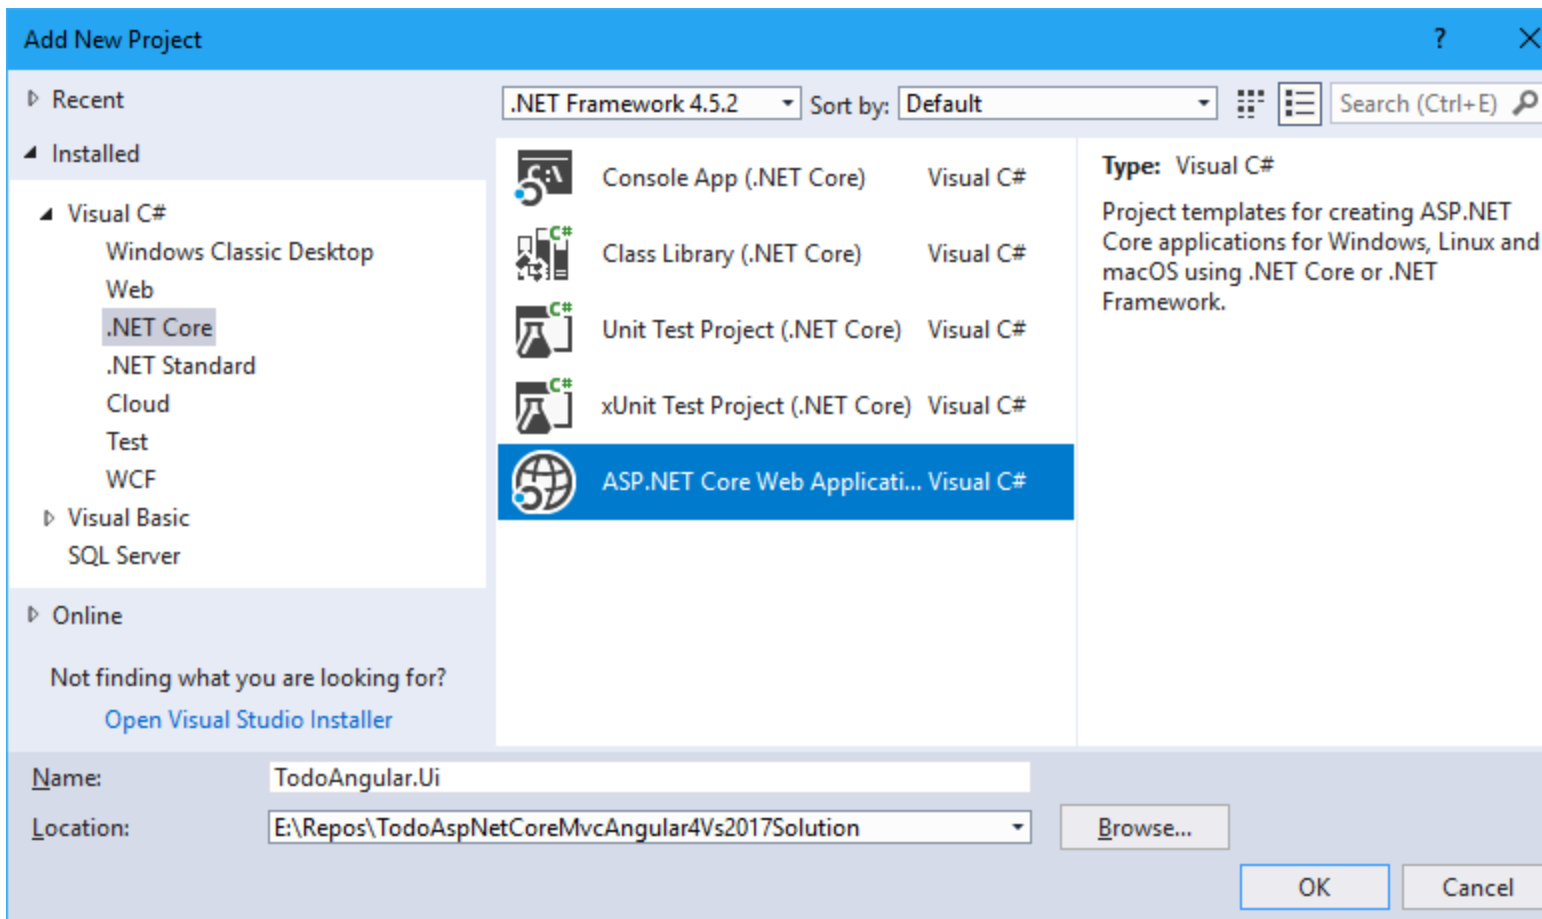 Add New Project
?
Recent
.NET Framework 4.5.2
Sort by:
Default
Search (Ctrl+E)
Installed
Visual C#
Windows Classic Desktop
Web
.NET Core
.NET Standard
Cloud
Test
WCF
Visual Basic
SQL Server
Online
Not finding what you are looking for?
Open Visual Studio Installer
C:\
Console App (.NET Core) Visual C#
C#
Class Library (.NET Core) Visual C#
C#
Unit Test Project (.NET Core) Visual C#
C#
xUnit Test Project (.NET Core) Visual C#
ASP.NET Core Web Applicati... Visual C#
Type: Visual C#
Project templates for creating ASP.NET
Core applications for Windows, Linux and
macOS using .NET Core or .NET
Framework.
Name: TodoAngular.Ui
Location: E:\Repos\TodoAspNetCoreMvcAngular4Vs2017Solution
Browse...
OK
Cancel